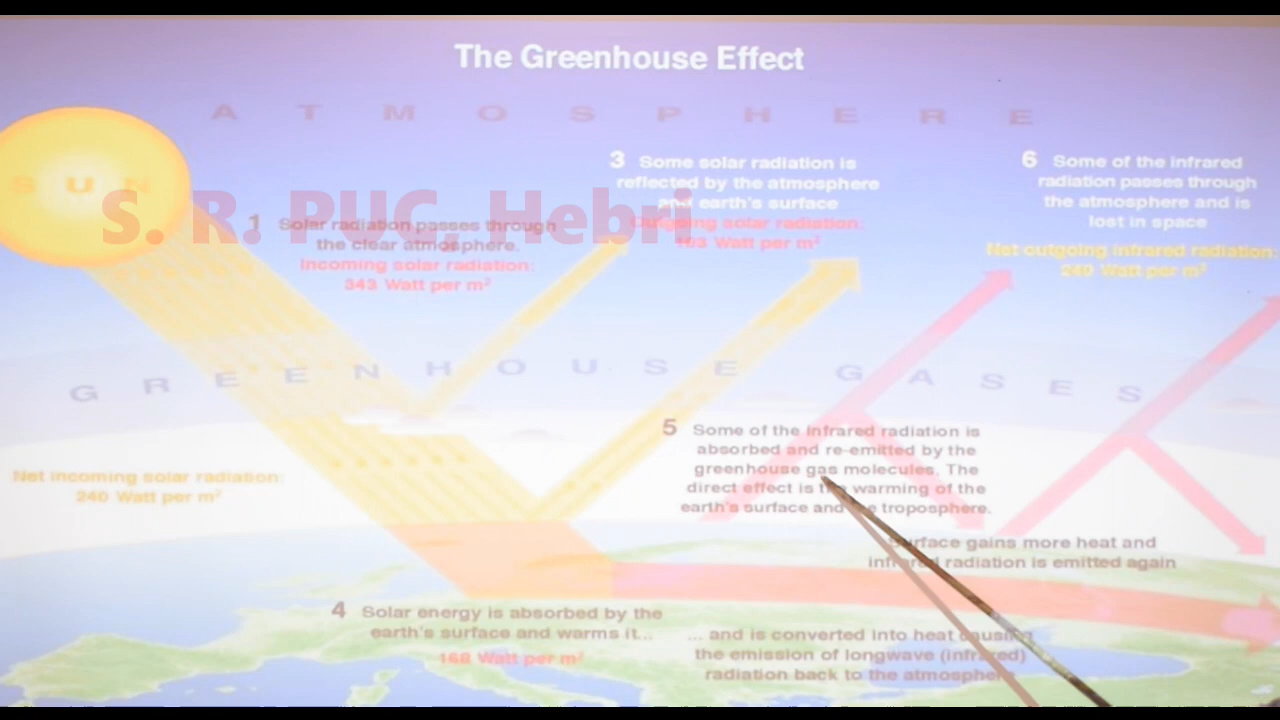 The Greenhouse Effect
A T M O S P H E R E
S U N
S. R. PUC, Hebri
1 Solar radiation passes through
the clear atmosphere.
Incoming solar radiation:
343 Watt per m²
3 Some solar radiation is
reflected by the atmosphere
and earth's surface
Outgoing solar radiation:
103 Watt per m²
6 Some of the infrared
radiation passes through
the atmosphere and is
lost in space
Net outgoing infrared radiation:
240 Watt per m²
G R E E N H O U S E G A S E S
Net incoming solar radiation:
240 Watt per m²
5 Some of the infrared radiation is
absorbed and re-emitted by the
greenhouse gas molecules. The
direct effect is the warming of the
earth's surface and the troposphere.
Surface gains more heat and
infrared radiation is emitted again
4 Solar energy is absorbed by the
earth's surface and warms it...
168 Watt per m²
... and is converted into heat causing
the emission of longwave (infrared)
radiation back to the atmosphere